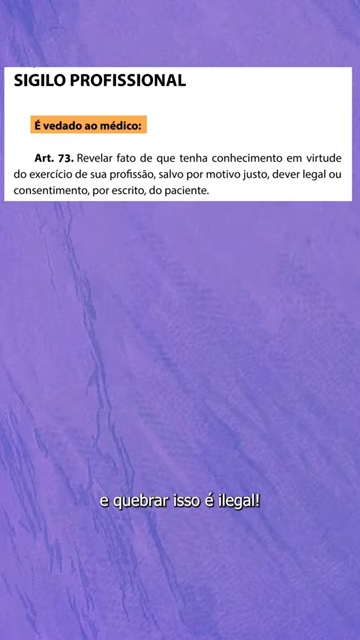 SIGILO PROFISSIONAL
É vedado ao médico:
Art. 73. Revelar fato de que tenha conhecimento em virtude
do exercício de sua profissão, salvo por motivo justo, dever legal ou
consentimento, por escrito, do paciente.
e quebrar isso é ilegal!